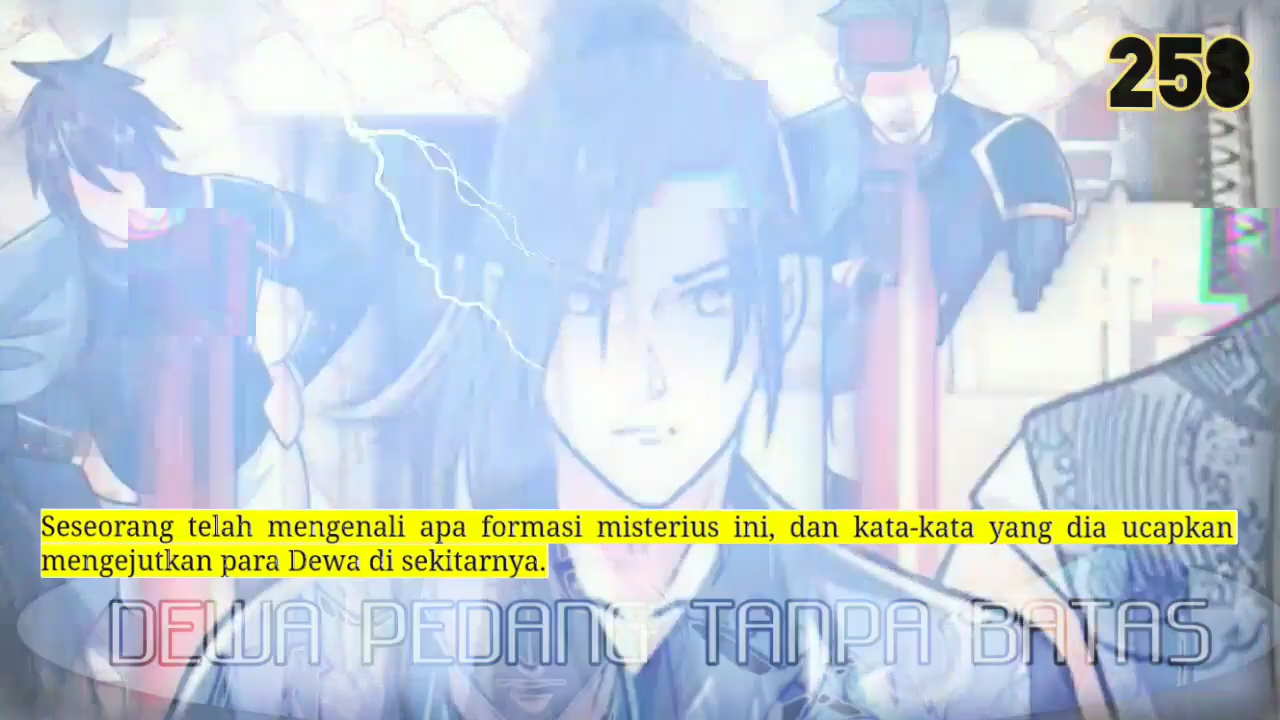 258
Seseorang telah mengenali apa formasi misterius ini, dan kata-kata yang dia ucapkan
mengejutkan para Dewa di sekitarnya.
DEWA PEDANG TANPA BATAS